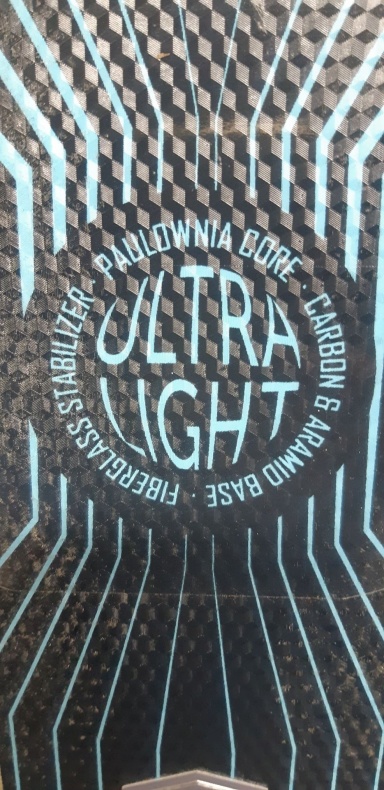 ULTRA
LIGHT
PAULOWNIA CORE · CARBON & ARAMID BASE · FIBERGLASS STABILIZER ·